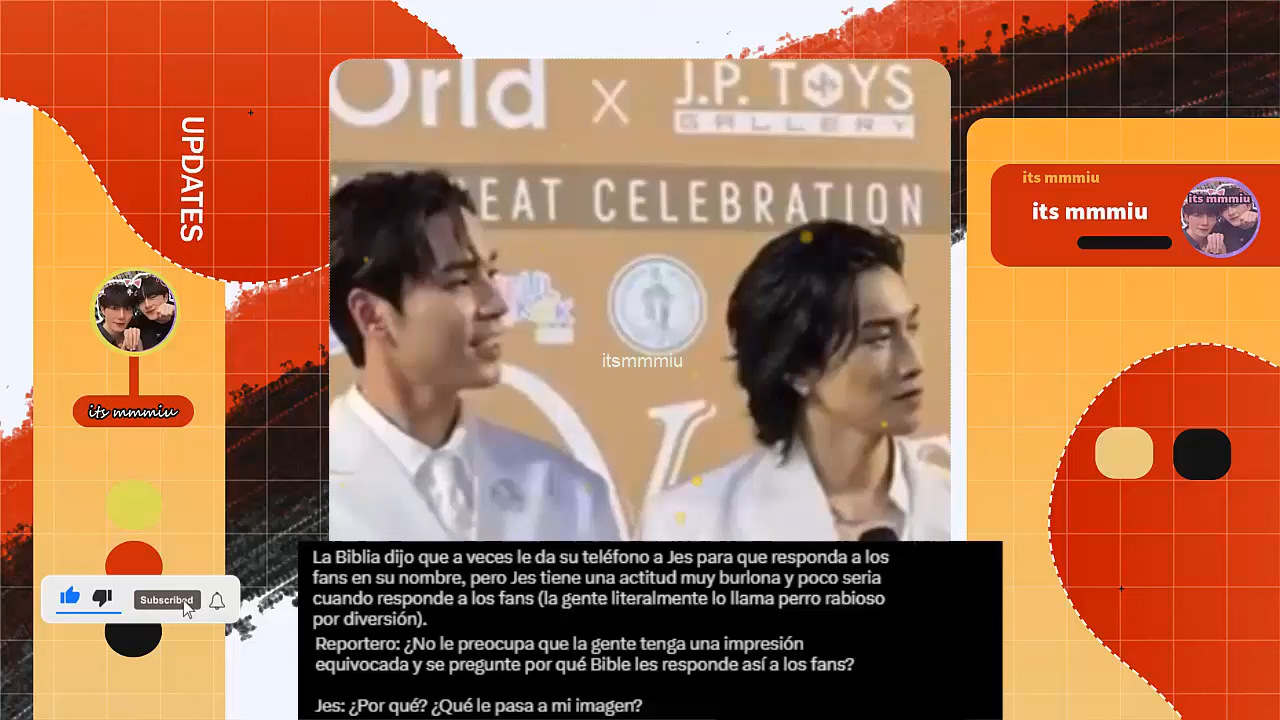 UPDATES
Orld X J.P. TOYS
GALLERY
EAT CELEBRATION
itsmmmiu
its mmmiu
its mmmiu
its mmmiu
its mmmiu
Subscribed
La Biblia dijo que a veces le da su teléfono a Jes para que responda a los
fans en su nombre, pero Jes tiene una actitud muy burlona y poco seria
cuando responde a los fans (la gente literalmente lo llama perro rabioso
por diversión).
Reportero: ¿No le preocupa que la gente tenga una impresión
equivocada y se pregunte por qué Bible les responde así a los fans?
Jes: ¿Por qué? ¿Qué le pasa a mi imagen?